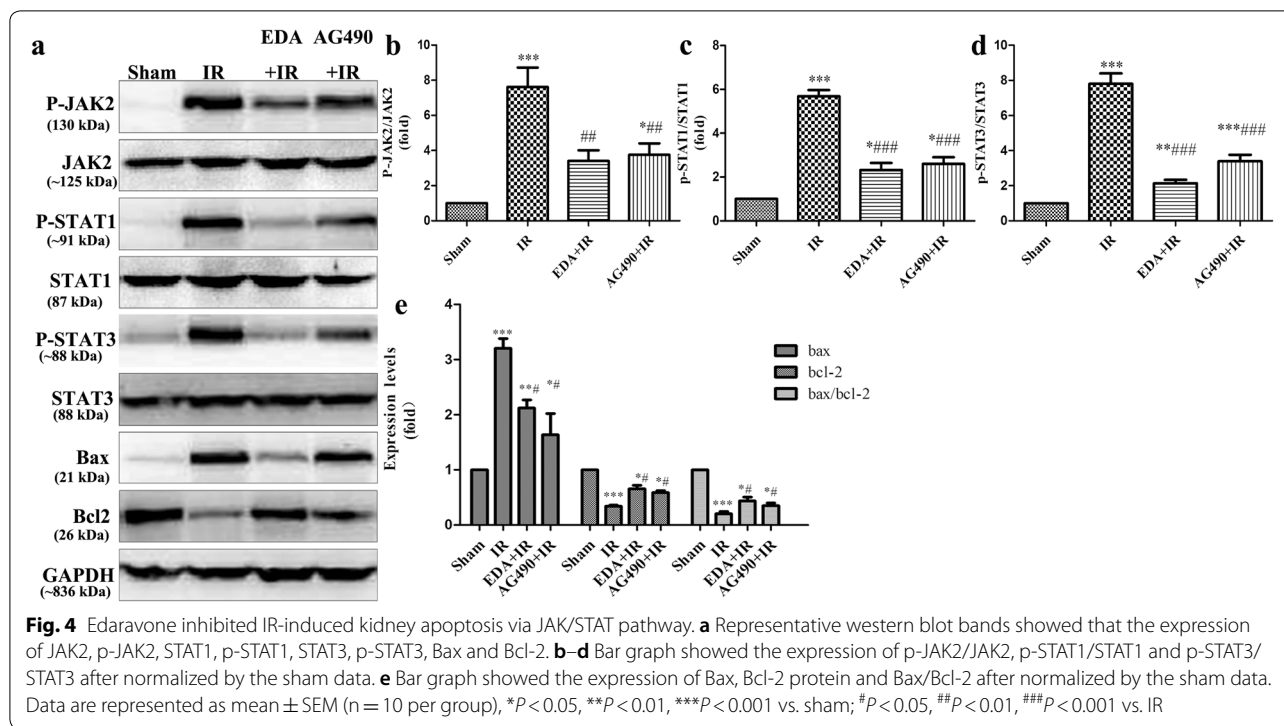 a
EDA AG490
Sham IR +IR +IR
P-JAK2
(130 kDa)
JAK2
(~125 kDa)
P-STAT1
(~91 kDa)
STAT1
(87 kDa)
P-STAT3
(~88 kDa)
STAT3
(88 kDa)
Bax
(21 kDa)
Bcl2
(26 kDa)
GAPDH
(~836 kDa)
b
P-JAK2/JAK2
(fold)
10
8
6
4
2
0
***
##
*##
Sham
IR
EDA+IR
AG490+IR
c
p-STAT1/STAT1
(fold)
8
6
4
2
0
***
*###
*###
Sham
IR
EDA+IR
AG490+IR
d
p-STAT3/STAT3
(fold)
10
8
6
4
2
0
***
**###
***###
Sham
IR
EDA+IR
AG490+IR
e
Expression levels
(fold)
4
3
2
1
0
***
**#
*#
***
*#
*#
***
*#
*#
bax
bcl-2
bax/bcl-2
Sham
IR
EDA+IR
AG490+IR
Sham
IR
EDA+IR
AG490+IR
Sham
IR
EDA+IR
AG490+IR
Fig. 4 Edaravone inhibited IR-induced kidney apoptosis via JAK/STAT pathway. a Representative western blot bands showed that the expression
of JAK2, p-JAK2, STAT1, p-STAT1, STAT3, p-STAT3, Bax and Bcl-2. b–d Bar graph showed the expression of p-JAK2/JAK2, p-STAT1/STAT1 and p-STAT3/
STAT3 after normalized by the sham data. e Bar graph showed the expression of Bax, Bcl-2 protein and Bax/Bcl-2 after normalized by the sham data.
Data are represented as mean ± SEM (n = 10 per group), *P < 0.05, **P < 0.01, ***P < 0.001 vs. sham; #P < 0.05, ##P < 0.01, ###P < 0.001 vs. IR